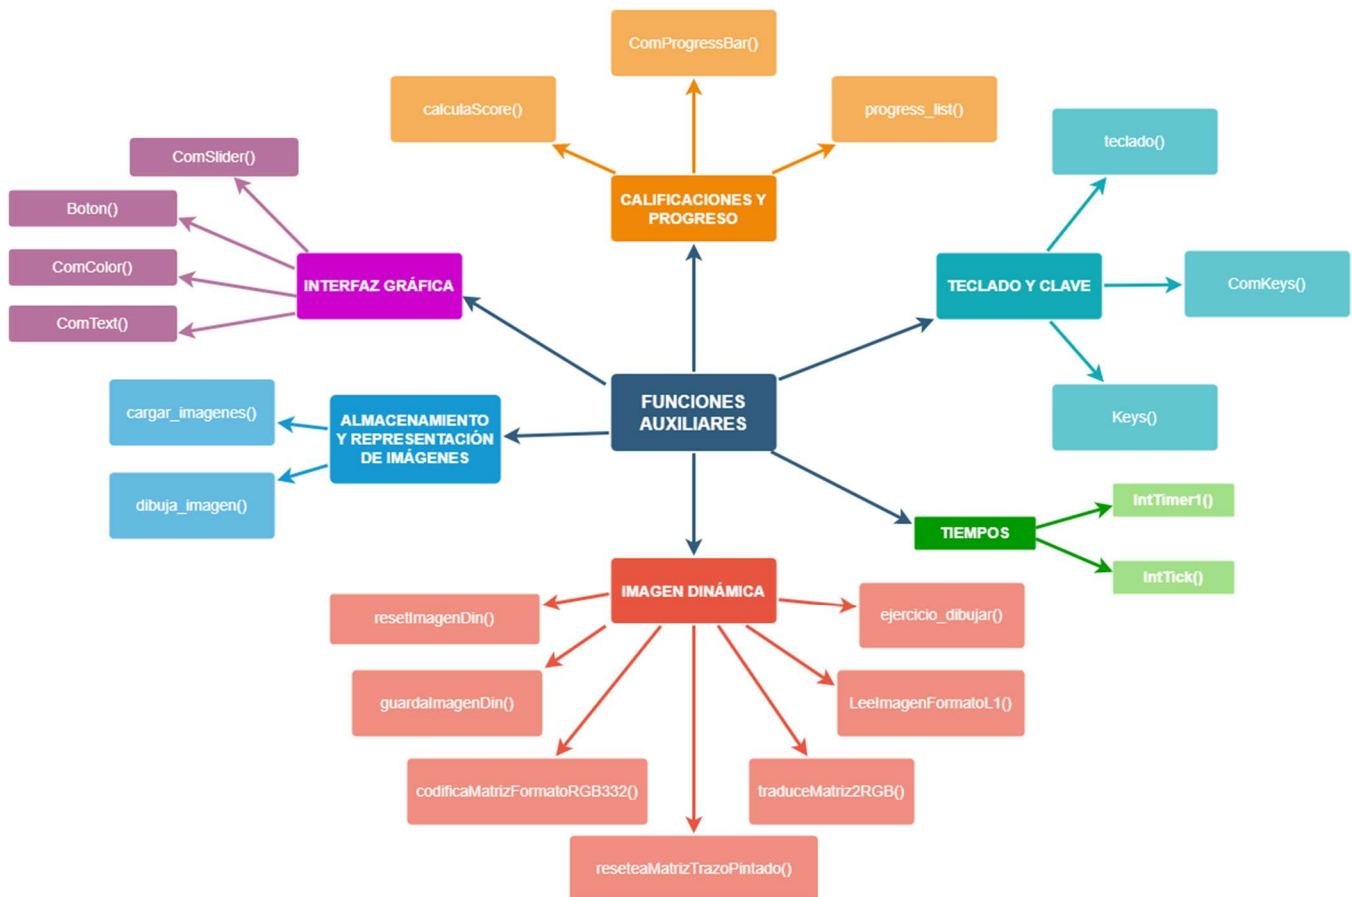 ComProgressBar()
calculaScore()
progress_list()
teclado()
ComSlider()
CALIFICACIONES Y
PROGRESO
Boton()
ComColor()
ComText()
INTERFAZ GRÁFICA
TECLADO Y CLAVE
ComKeys()
Keys()
FUNCIONES
AUXILIARES
cargar_imagenes()
dibuja_imagen()
ALMACENAMIENTO
Y REPRESENTACIÓN
DE IMÁGENES
TIEMPOS
IntTimer1()
IntTick()
IMAGEN DINÁMICA
resetImagenDin()
ejercicio_dibujar()
guardaImagenDin()
LeeImagenFormatoL1()
codificaMatrizFormatoRGB332()
traduceMatriz2RGB()
reseteaMatrizTrazoPintado()